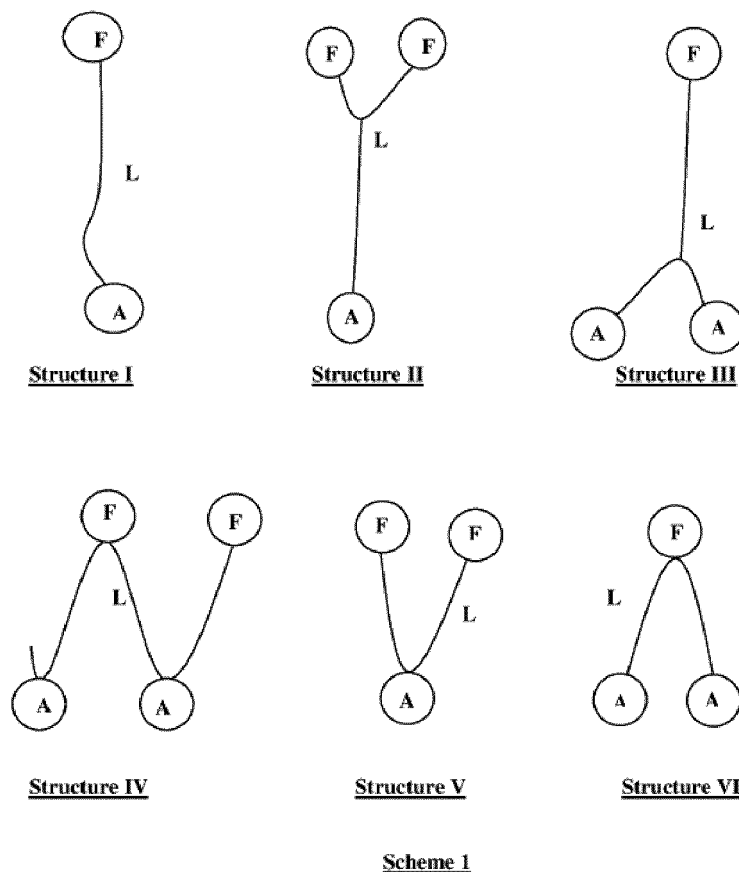 F F F F
L L L
A A A A
Structure I Structure II Structure III
F F F F F
L L L
A A A A A
Structure IV Structure V Structure VI
Scheme 1